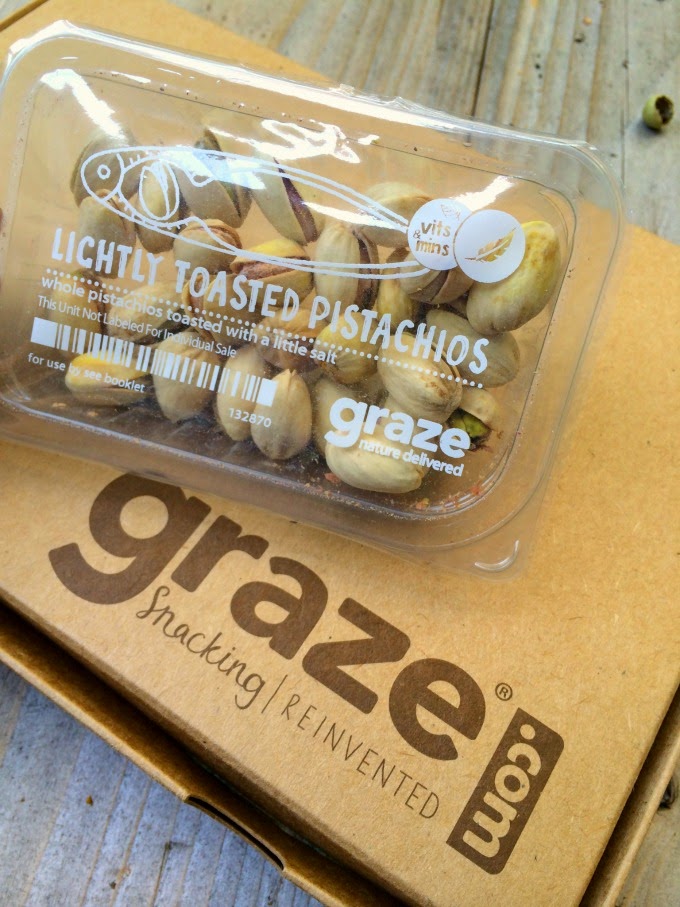 vits
& mins
LIGHTLY TOASTED PISTACHIOS
whole pistachios toasted with a little salt
This Unit Not Labeled For Individual Sale
for use by see booklet
132870
graze
nature delivered
graze®.com
Snacking | REINVENTED